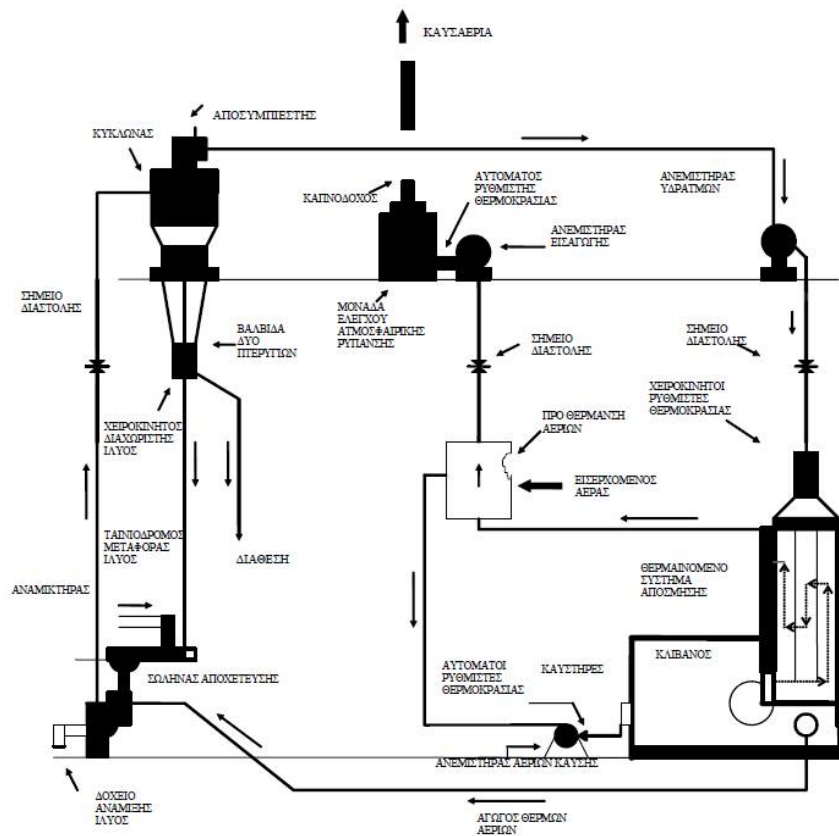 ΚΑΥΣΑΕΡΙΑ
ΑΠΟΣΥΜΠΙΕΣΤΗΣ
ΚΥΚΛΩΝΑΣ
ΚΑΠΝΟΔΟΧΟΣ
ΑΥΤΟΜΑΤΟΣ
ΡΥΘΜΙΣΤΗΣ
ΘΕΡΜΟΚΡΑΣΙΑΣ
ΑΝΕΜΙΣΤΗΡΑΣ
ΥΔΡΑΤΜΩΝ
ΑΝΕΜΙΣΤΗΡΑΣ
ΕΙΣΑΓΩΓΗΣ
ΣΗΜΕΙΟ
ΔΙΑΣΤΟΛΗΣ
ΒΑΛΒΙΔΑ
ΔΥΟ
ΠΤΕΡΥΓΙΩΝ
ΜΟΝΑΔΑ
ΕΛΕΓΧΟΥ
ΑΤΜΟΣΦΑΙΡΙΚΗΣ
ΡΥΠΑΝΣΗΣ
ΣΗΜΕΙΟ
ΔΙΑΣΤΟΛΗΣ
ΣΗΜΕΙΟ
ΔΙΑΣΤΟΛΗΣ
ΧΕΙΡΟΚΙΝΗΤΟΙ
ΡΥΘΜΙΣΤΕΣ
ΘΕΡΜΟΚΡΑΣΙΑΣ
ΧΕΙΡΟΚΙΝΗΤΟΣ
ΔΙΑΧΩΡΙΣΤΗΣ
ΙΛΥΟΣ
ΠΡΟ ΘΕΡΜΑΝΣΗ
ΑΕΡΙΩΝ
ΕΙΣΕΡΧΟΜΕΝΟΣ
ΑΕΡΑΣ
ΤΑΙΝΙΟΔΡΟΜΟΣ
ΜΕΤΑΦΟΡΑΣ
ΙΛΥΟΣ
ΔΙΑΘΕΣΗ
ΘΕΡΜΑΙΝΟΜΕΝΟ
ΣΥΣΤΗΜΑ
ΑΠΟΣΜΗΣΗΣ
ΑΝΑΜΙΚΤΗΡΑΣ
ΣΩΛΗΝΑΣ ΑΠΟΧΕΤΕΥΣΗΣ
ΑΥΤΟΜΑΤΟΙ
ΡΥΘΜΙΣΤΕΣ
ΘΕΡΜΟΚΡΑΣΙΑΣ
ΚΑΥΣΤΗΡΕΣ
ΚΛΙΒΑΝΟΣ
ΑΝΕΜΙΣΤΗΡΑΣ ΑΕΡΙΩΝ ΚΑΥΣΗΣ
ΔΟΧΕΙΟ
ΑΝΑΜΙΞΗΣ
ΙΛΥΟΣ
ΑΓΩΓΟΣ ΘΕΡΜΩΝ
ΑΕΡΙΩΝ